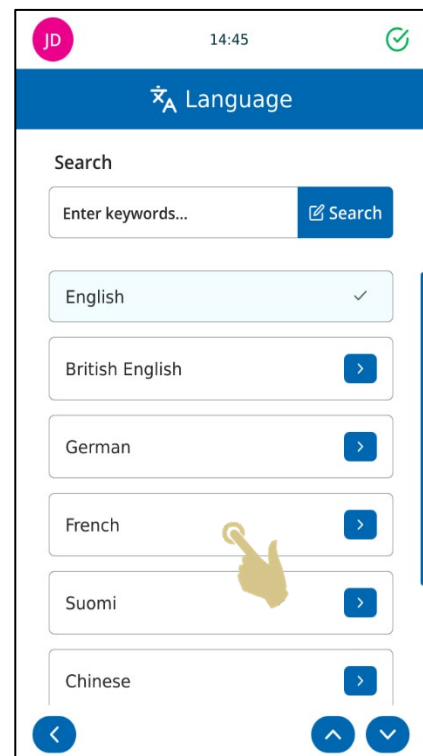 JD
14:45
Language
Search
Enter keywords...
Search
English
British English
German
French
Suomi
Chinese